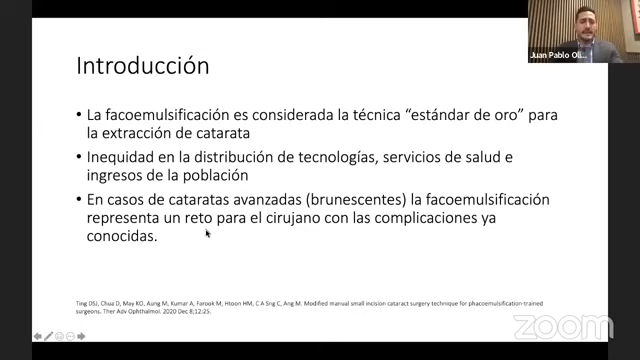 Introducción
• La facoemulsificación es considerada la técnica “estándar de oro” para
la extracción de catarata
• Inequidad en la distribución de tecnologías, servicios de salud e
ingresos de la población
• En casos de cataratas avanzadas (brunescentes) la facoemulsificación
representa un reto para el cirujano con las complicaciones ya
conocidas.
Ting DSJ, Chua D, May KO, Aung M, Kumar A, Farook M, Htoon HM, C A Sng C, Ang M. Modified manual small incision cataract surgery technique for phacoemulsification-trained
surgeons. Ther Adv Ophthalmol. 2020 Dec 8;12:25.
Juan Pablo Oli...
zoom